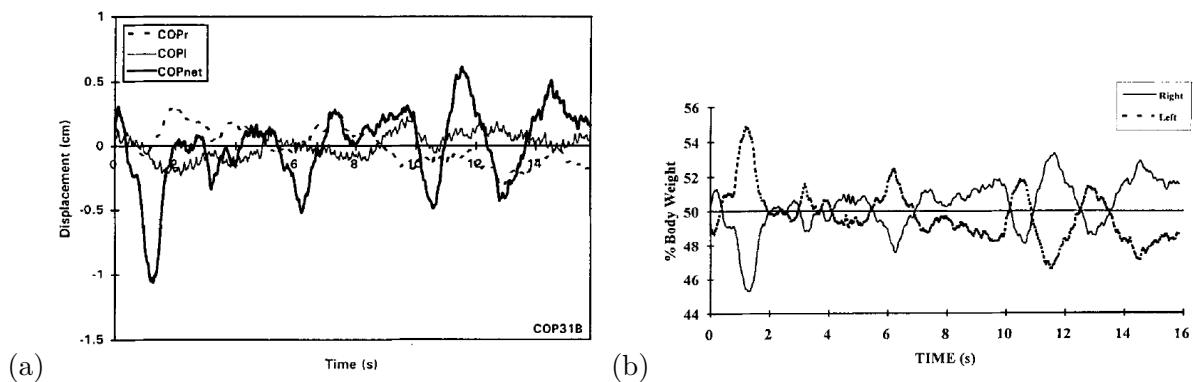 1
COPr
COPl
COPnet
0.5
0
-0.5
-1
-1.5
Displacement (cm)
0 2 4 6 8 10 12 14
COP31B
Time (s)
(a)
Right
Left
56
54
52
50
48
46
44
% Body Weight
0 2 4 6 8 10 12 14 16
TIME (s)
(b)